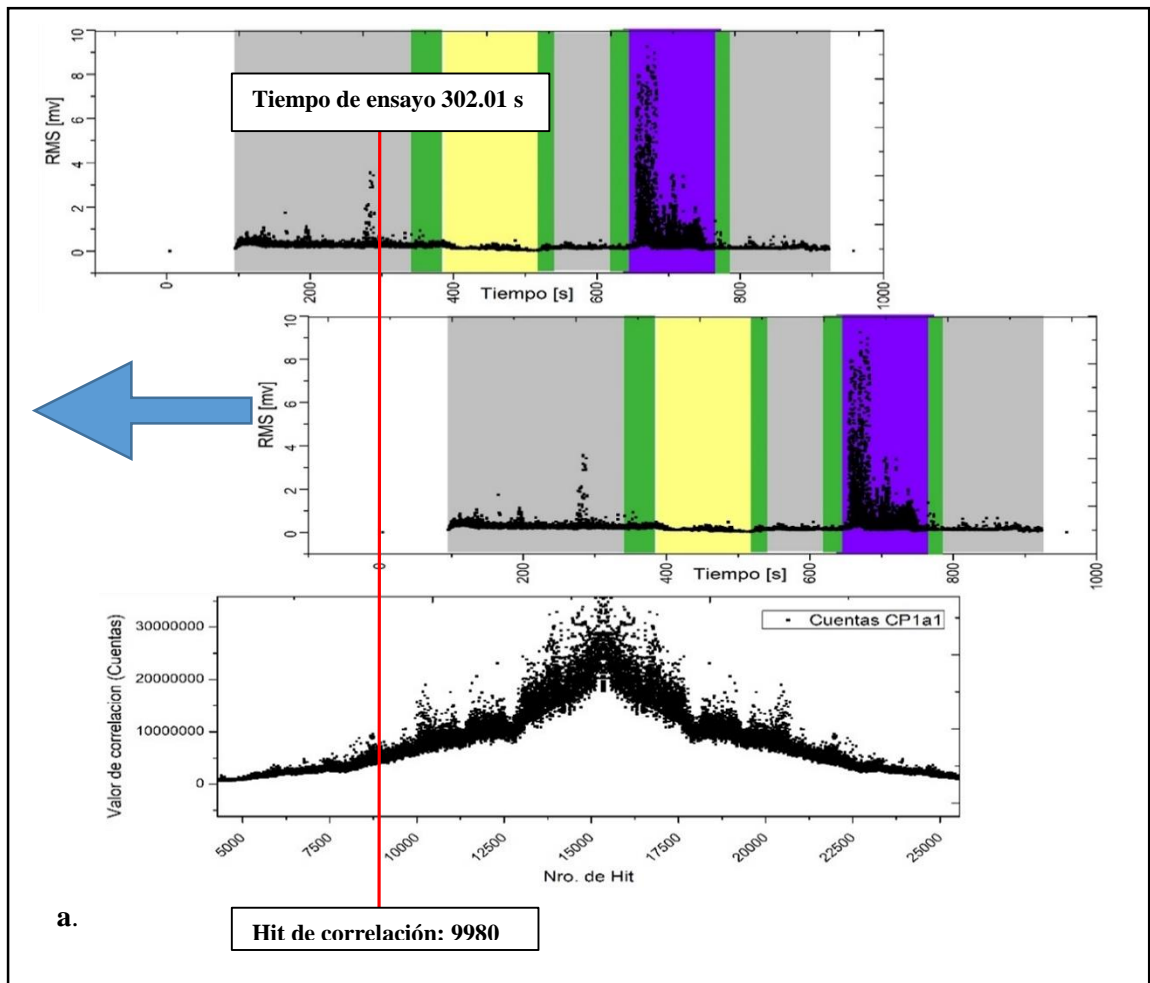 10
8
6
4
2
0
RMS [mv]
Tiempo de ensayo 302.01 s
0 200 400 600 800 1000
Tiempo [s]
10
8
6
4
2
0
RMS [mv]
0 200 400 600 800 1000
Tiempo [s]
Valor de correlacion (Cuentas)
30000000
20000000
10000000
0
Cuentas CP1a1
5000 7500 10000 12500 15000 17500 20000 22500 25000
Nro. de Hit
a.
Hit de correlación: 9980